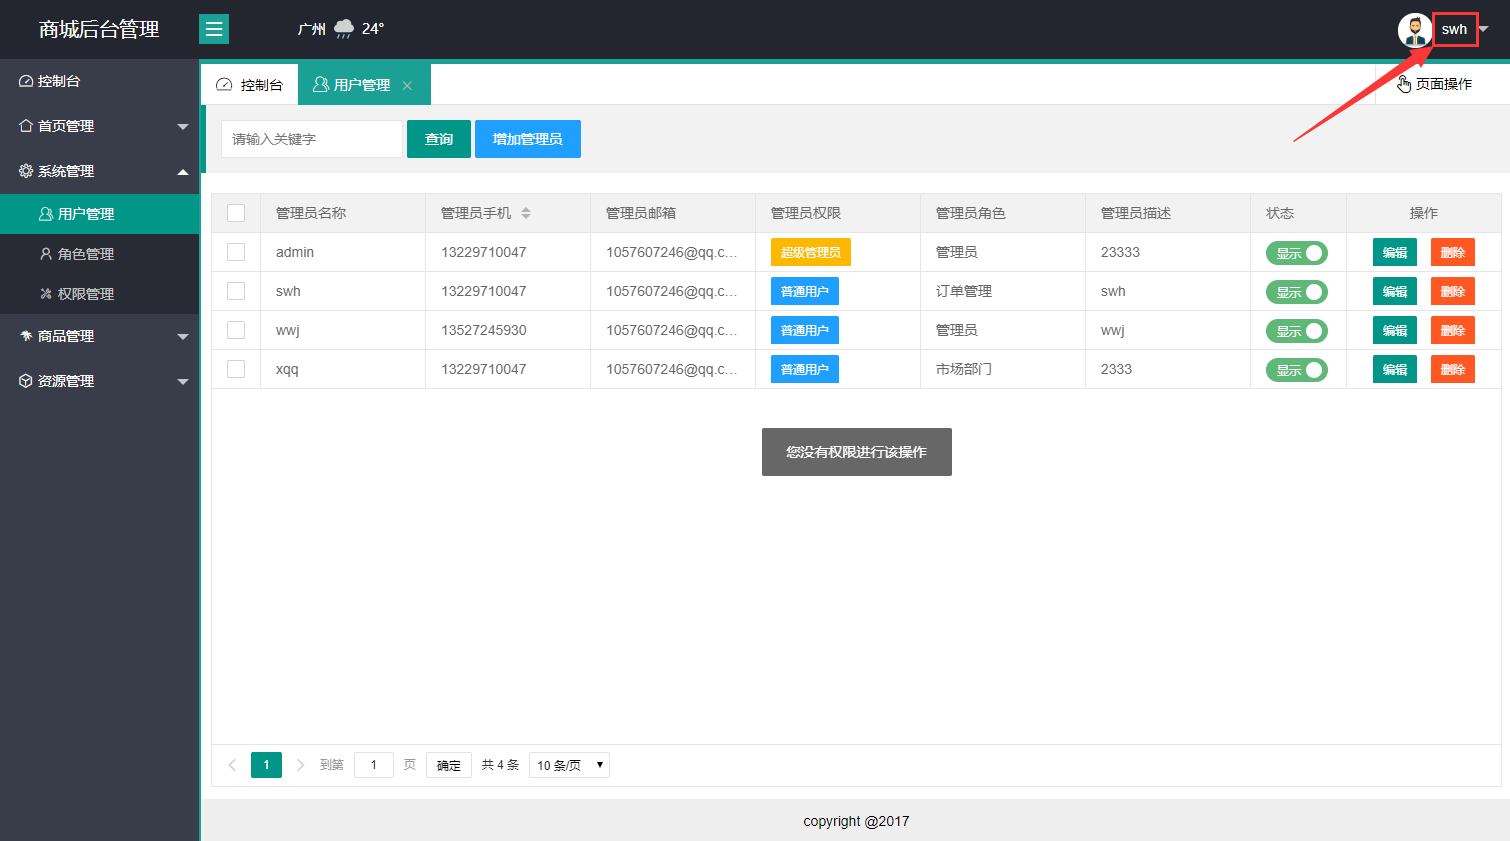 商城后台管理
广州 24°
swh
控制台
首页管理
系统管理
用户管理
角色管理
权限管理
商品管理
资源管理
控制台 用户管理 页面操作
请输入关键字 查询 增加管理员
管理员名称 管理员手机 管理员邮箱 管理员权限 管理员角色 管理员描述 状态 操作
admin 13229710047 1057607246@qq.c... 超级管理员 管理员 23333 显示 编辑 删除
swh 13229710047 1057607246@qq.c... 普通用户 订单管理 swh 显示 编辑 删除
wwj 13527245930 1057607246@qq.c... 普通用户 管理员 wwj 显示 编辑 删除
xqq 13229710047 1057607246@qq.c... 普通用户 市场部门 2333 显示 编辑 删除
您没有权限进行该操作
1 到第 1 页 确定 共 4 条 10 条/页
copyright @2017